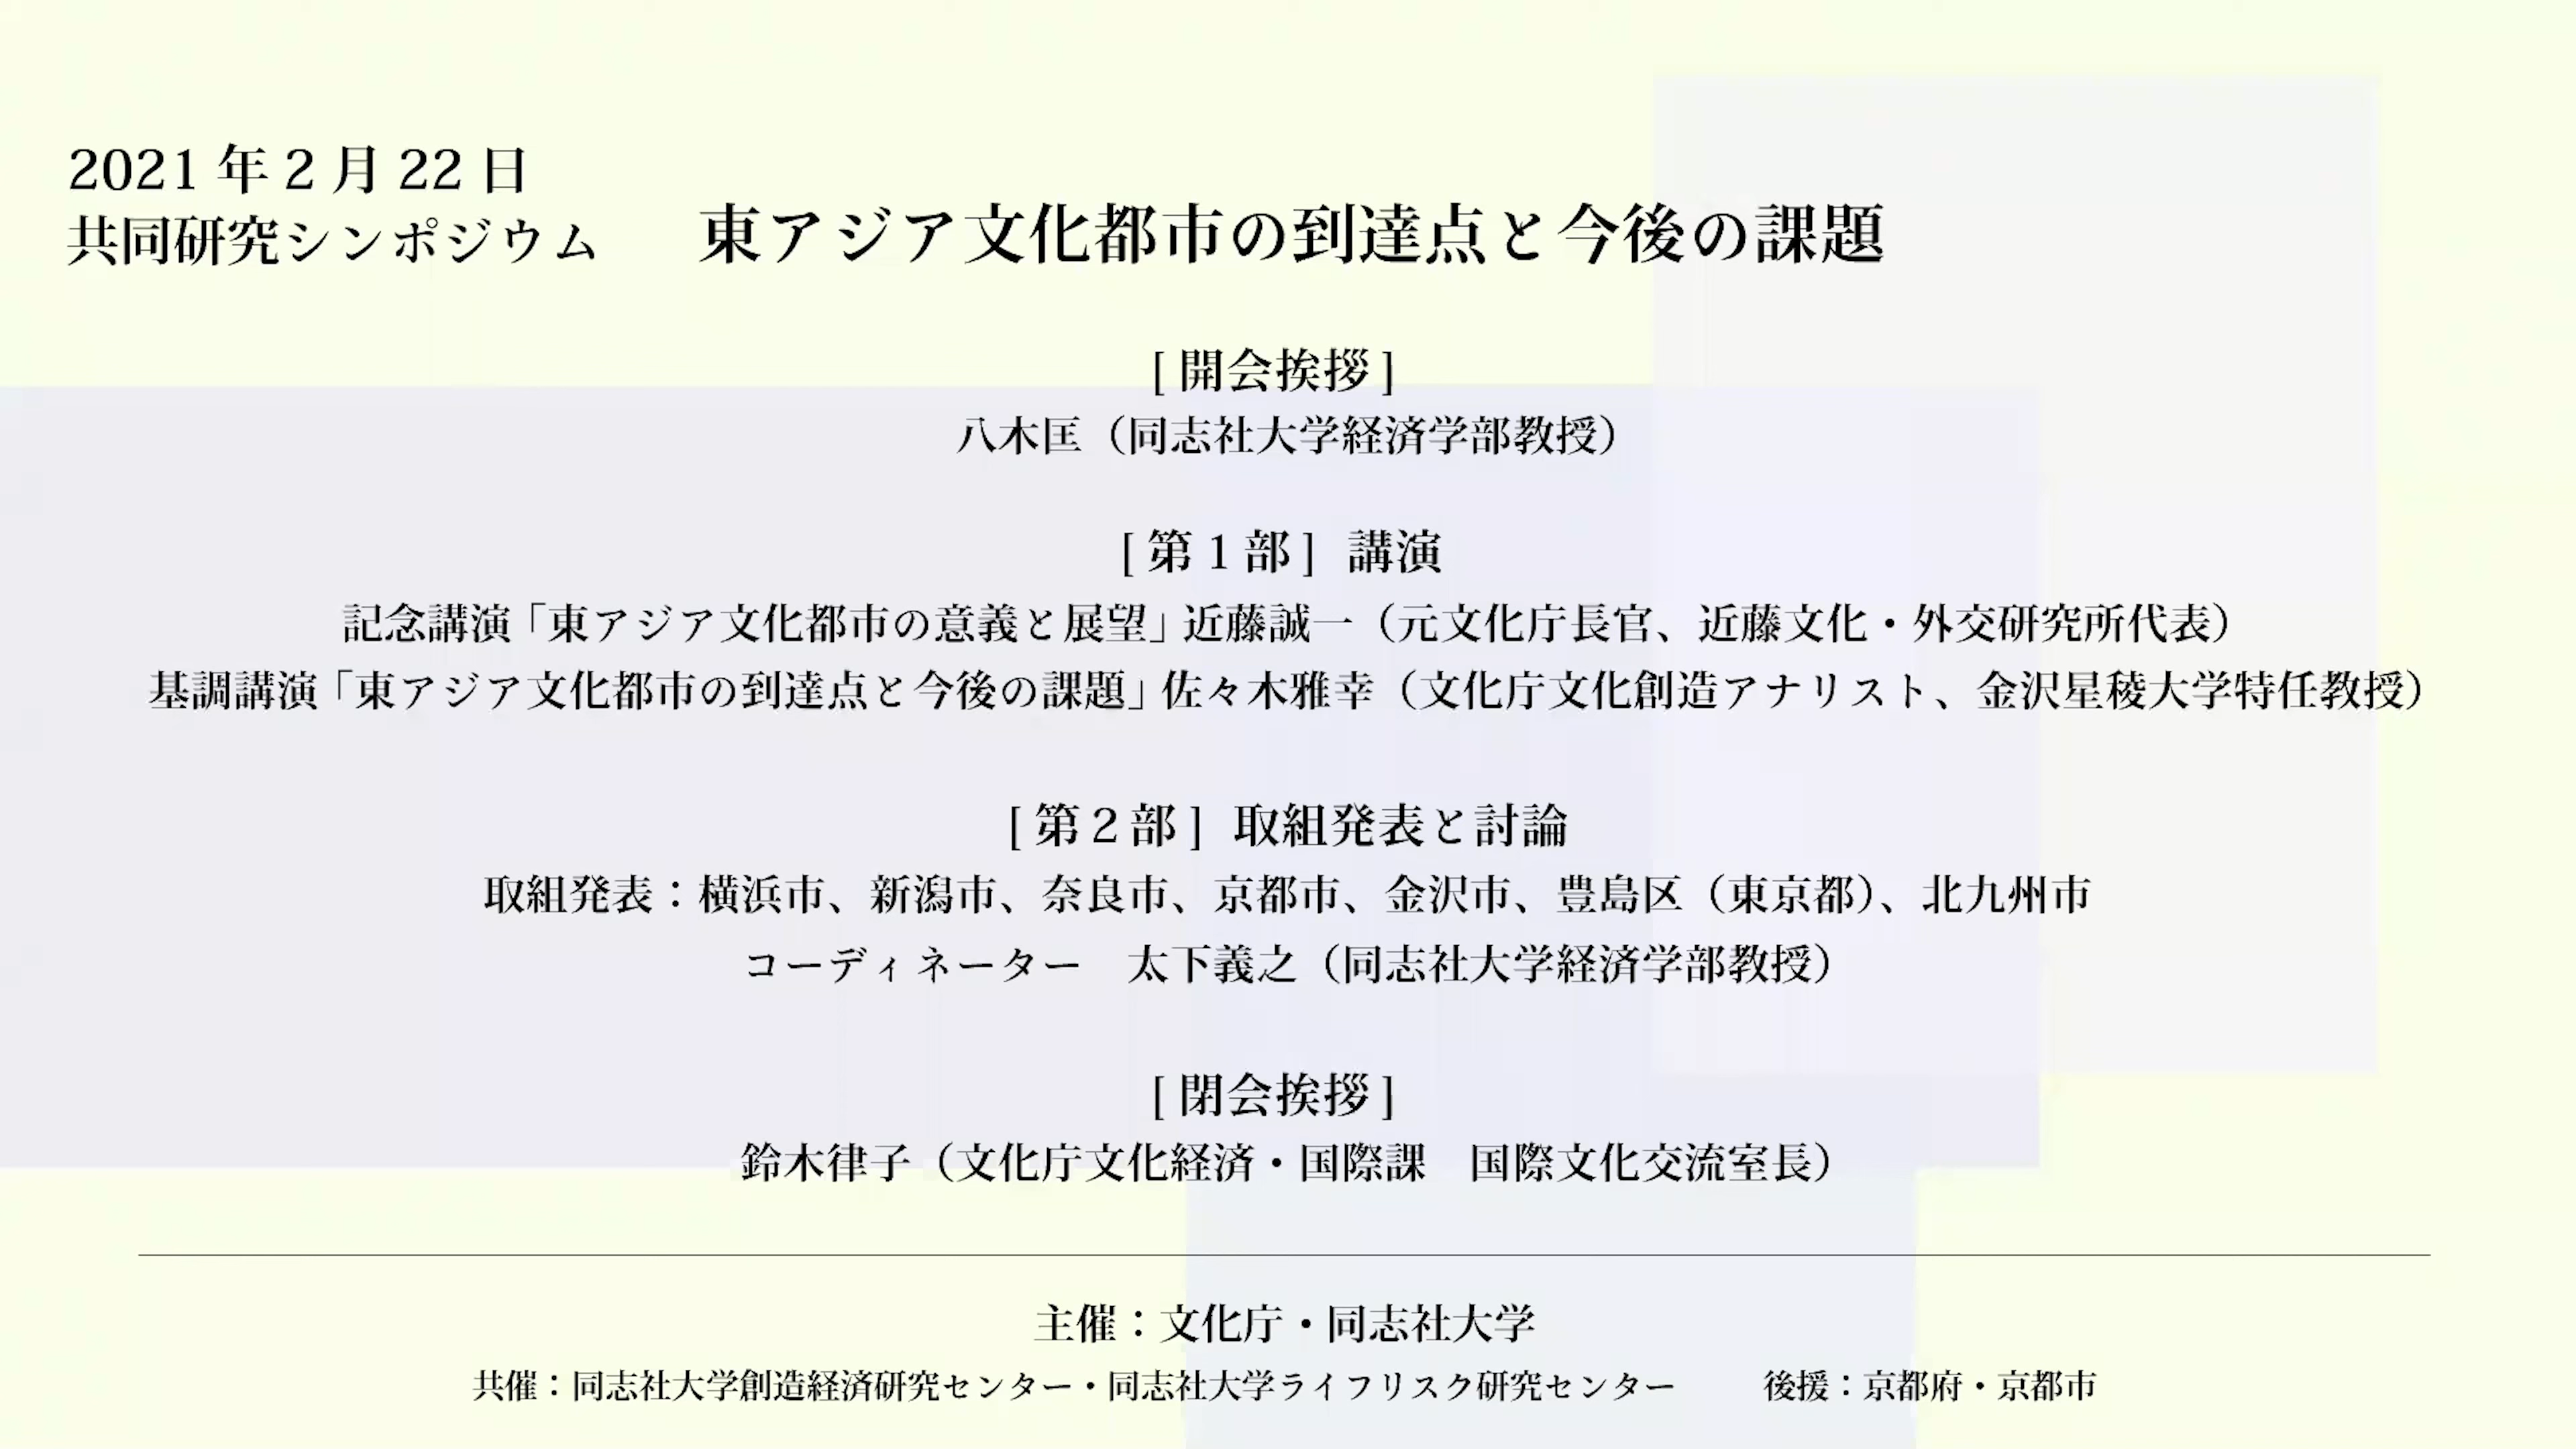 2021 年 2 月 22 日
共同研究シンポジウム 東アジア文化都市の到達点と今後の課題
[ 開会挨拶 ]
八木匡（同志社大学経済学部教授）
[ 第 1 部 ] 講演
記念講演「東アジア文化都市の意義と展望」近藤誠一（元文化庁長官、近藤文化・外交研究所代表）
基調講演「東アジア文化都市の到達点と今後の課題」佐々木雅幸（文化庁文化創造アナリスト、金沢星稜大学特任教授）
[ 第 2 部 ] 取組発表と討論
取組発表：横浜市、新潟市、奈良市、京都市、金沢市、豊島区（東京都）、北九州市
コーディネーター　太下義之（同志社大学経済学部教授）
[ 閉会挨拶 ]
鈴木律子（文化庁文化経済・国際課　国際文化交流室長）
主催：文化庁・同志社大学
共催：同志社大学創造経済研究センター・同志社大学ライフリスク研究センター　　後援：京都府・京都市